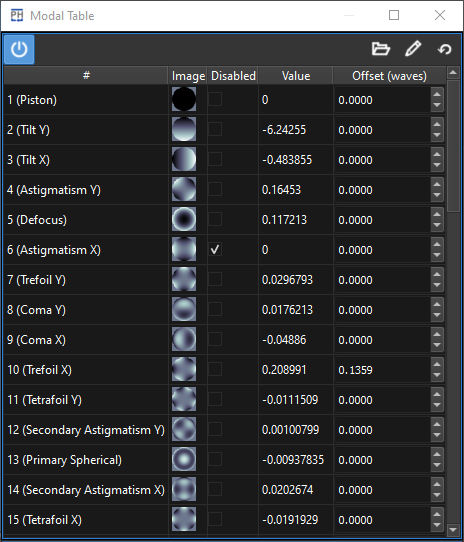 PH Modal Table
# Image Disabled Value Offset (waves)
1 (Piston) 0 0.0000
2 (Tilt Y) -6.24255 0.0000
3 (Tilt X) -0.483855 0.0000
4 (Astigmatism Y) 0.16453 0.0000
5 (Defocus) 0.117213 0.0000
6 (Astigmatism X) 0 0.0000
7 (Trefoil Y) 0.0296793 0.0000
8 (Coma Y) 0.0176213 0.0000
9 (Coma X) -0.04886 0.0000
10 (Trefoil X) 0.208991 0.1359
11 (Tetrafoil Y) -0.0111509 0.0000
12 (Secondary Astigmatism Y) 0.00100799 0.0000
13 (Primary Spherical) -0.00937835 0.0000
14 (Secondary Astigmatism X) 0.0202674 0.0000
15 (Tetrafoil X) -0.0191929 0.0000